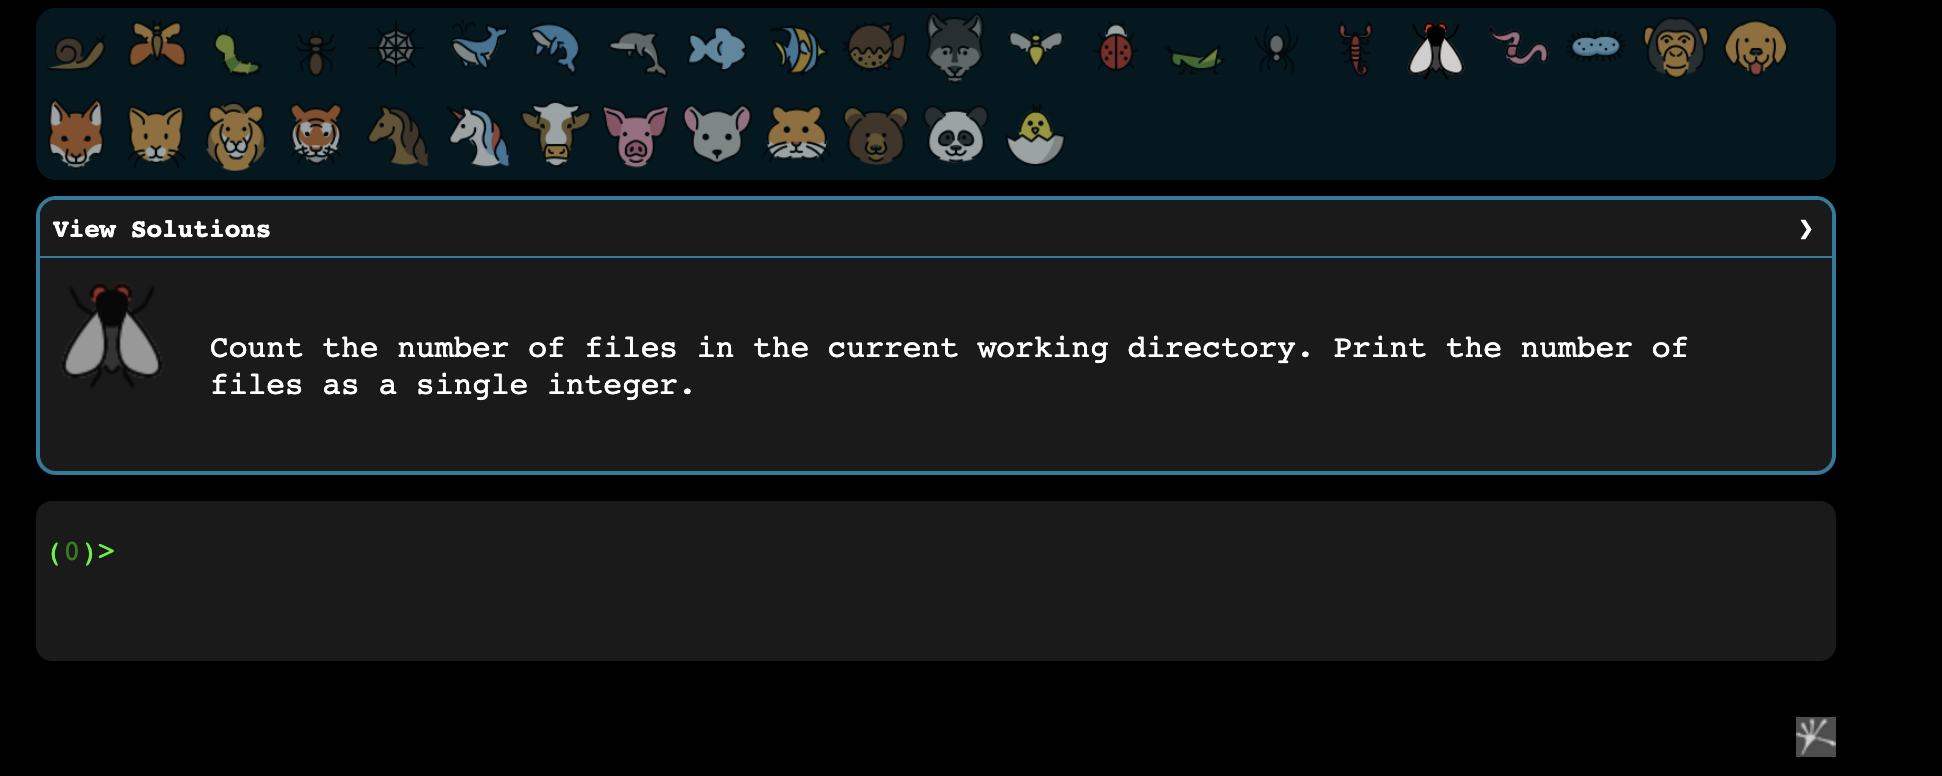 View Solutions ❯
Count the number of files in the current working directory. Print the number of
files as a single integer.
(0)>